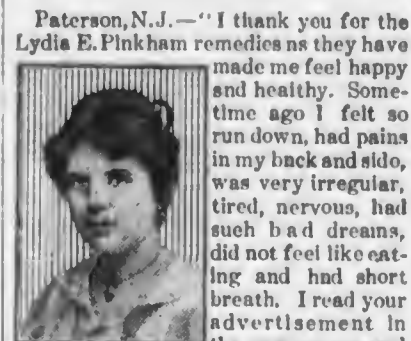 Paterson, N. J. — "I thank you for the
Lydia E. Pinkham remedies as they have
made me feel happy
and healthy. Some-
time ago I felt so
run down, had pains
in my back and side,
was very irregular,
tired, nervous, had
such bad dreams,
did not feel like eat-
ing and had short
breath. I read your
advertisement in